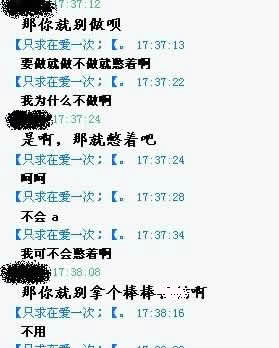 17:37:12
那你就别做呗
【只求在爱一次；【。 17:37:13
要做就做不做就憋着啊
【只求在爱一次；【。 17:37:22
我为什么不做啊
17:37:24
是啊，那就憋着吧
【只求在爱一次；【。 17:37:24
呵呵
【只求在爱一次；【。 17:37:28
不会 a
【只求在爱一次；【。 17:37:34
我可不会憋着啊
17:38:08
那你就别拿个棒棒 着啊
【只求在爱一次；【。 17:38:16
不用